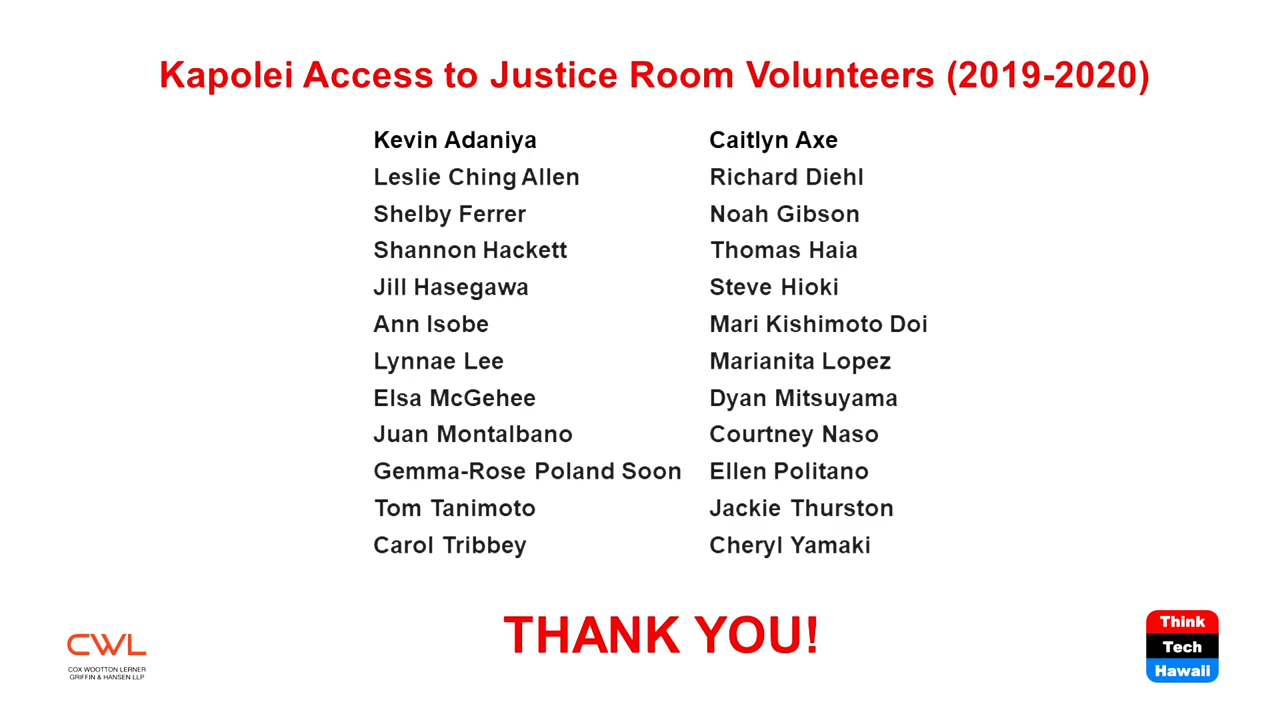 Kapolei Access to Justice Room Volunteers (2019-2020)
Kevin Adaniya
Leslie Ching Allen
Shelby Ferrer
Shannon Hackett
Jill Hasegawa
Ann Isobe
Lynnae Lee
Elsa McGehee
Juan Montalbano
Gemma-Rose Poland Soon
Tom Tanimoto
Carol Tribbey
Caitlyn Axe
Richard Diehl
Noah Gibson
Thomas Haia
Steve Hioki
Mari Kishimoto Doi
Marianita Lopez
Dyan Mitsuyama
Courtney Naso
Ellen Politano
Jackie Thurston
Cheryl Yamaki
THANK YOU!
CWL
COX WOOTTON LERNER
GRIFFIN & HANSEN LLP
Think
Tech
Hawaii